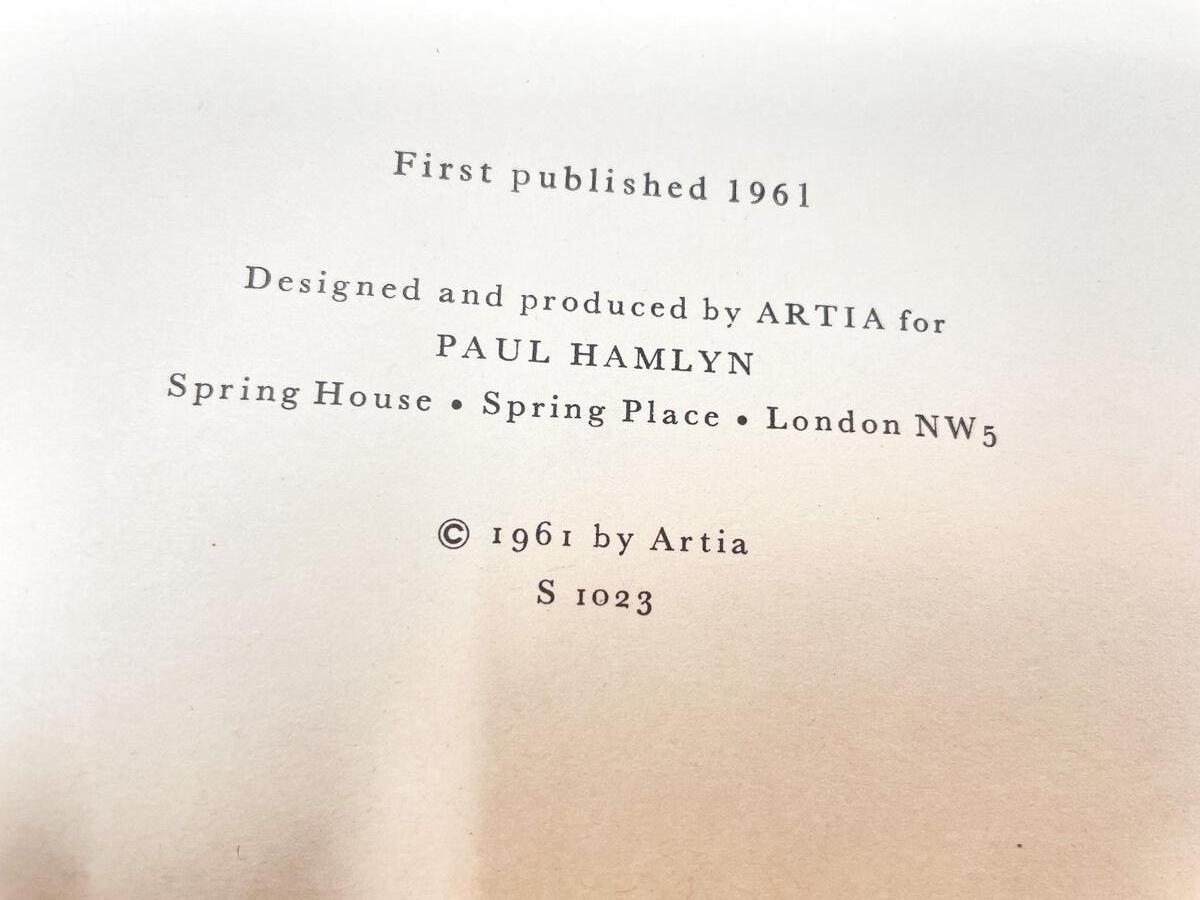 First published 1961
Designed and produced by ARTIA for
PAUL HAMLYN
Spring House • Spring Place • London NW5
© 1961 by Artia
S 1023